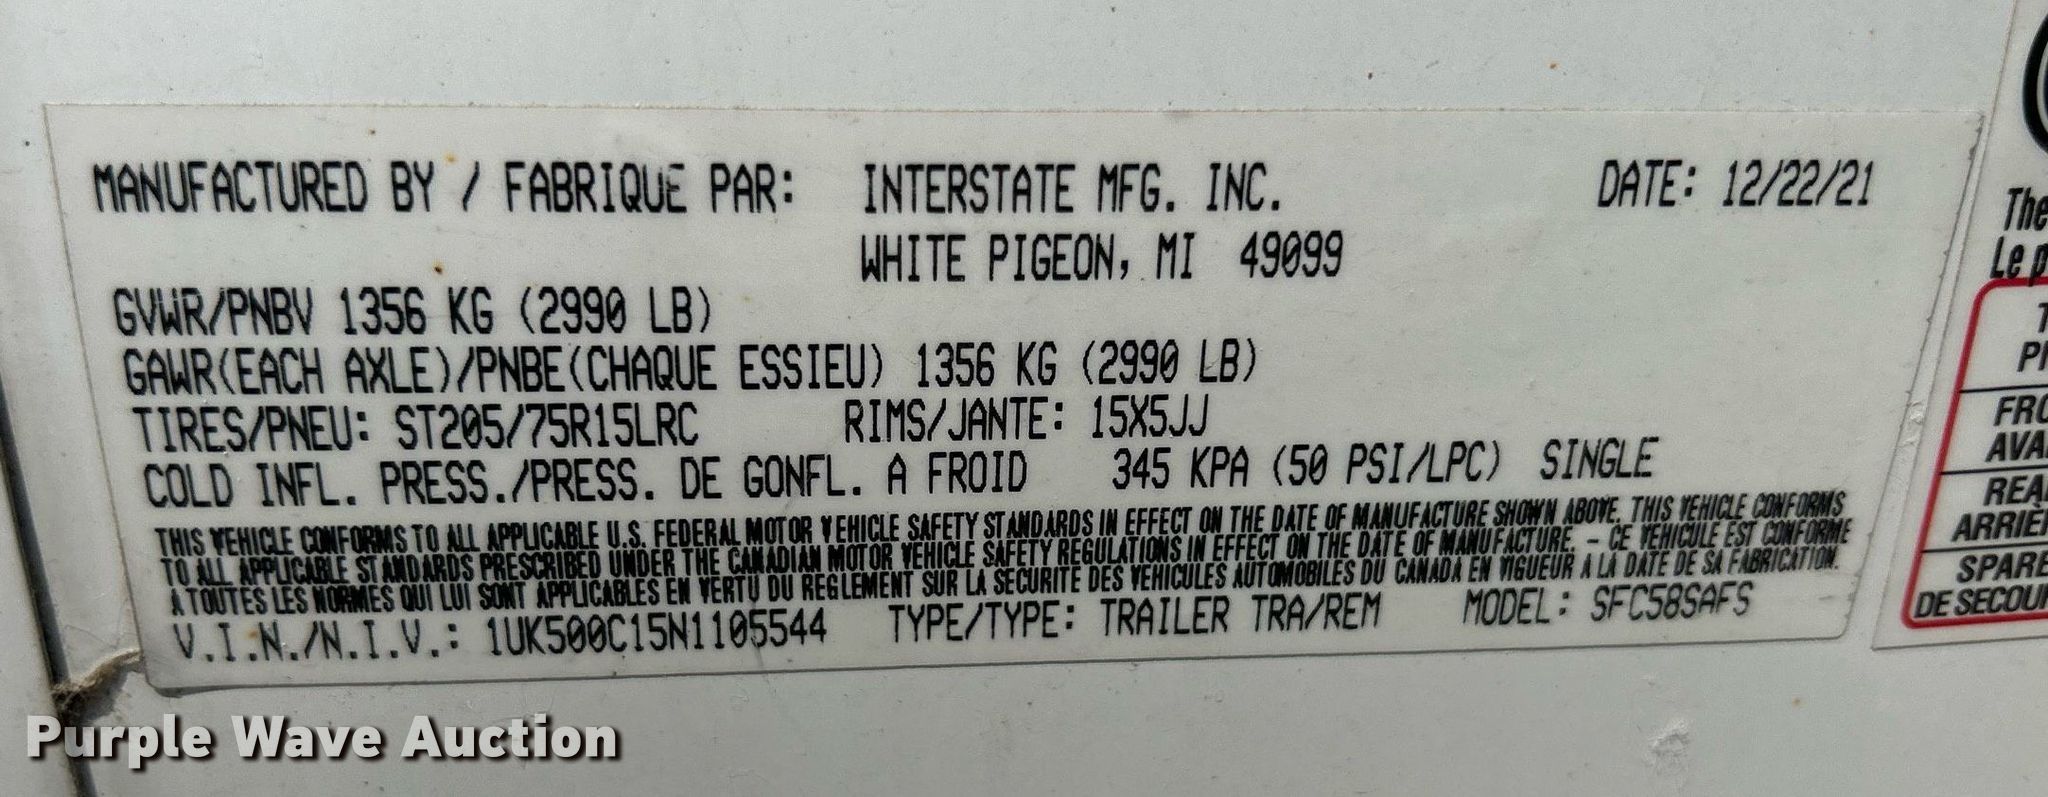 MANUFACTURED BY / FABRIQUE PAR: INTERSTATE MFG. INC. DATE: 12/22/21
WHITE PIGEON, MI 49099
GVWR/PNBV 1356 KG (2990 LB)
GAWR(EACH AXLE)/PNBE(CHAQUE ESSIEU) 1356 KG (2990 LB)
TIRES/PNEU: ST205/75R15LRC RIMS/JANTE: 15X5JJ
COLD INFL. PRESS./PRESS. DE GONFL. A FROID 345 KPA (50 PSI/LPC) SINGLE
THIS VEHICLE CONFORMS TO ALL APPLICABLE U.S. FEDERAL MOTOR VEHICLE SAFETY STANDARDS IN EFFECT ON THE DATE OF MANUFACTURE SHOWN ABOVE. THIS VEHICLE CONFORMS
TO ALL APPLICABLE STANDARDS PRESCRIBED UNDER THE CANADIAN MOTOR VEHICLE SAFETY REGULATIONS IN EFFECT ON THE DATE OF MANUFACTURE. - CE VEHICULE EST CONFORME
A TOUTES LES NORMES QUI LUI SONT APPLICABLES EN VERTU DU REGLEMENT SUR LA SECURITE DES VEHICULES AUTOMOBILES DU CANADA EN VIGUEUR A LA DATE DE SA FABRICATION.
V.I.N./N.I.V.: 1UK500C15N1105544 TYPE/TYPE: TRAILER TRA/REM MODEL: SFC58SAFS
The
Le
SPARE
Purple Wave Auction